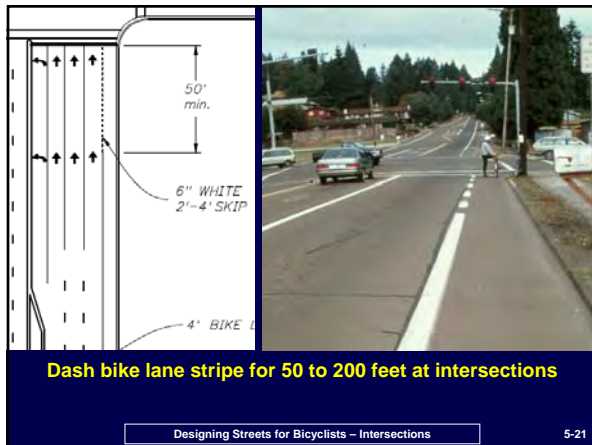 50'
min.
6" WHITE
2'-4' SKIP
4' BIKE
Dash bike lane stripe for 50 to 200 feet at intersections
Designing Streets for Bicyclists – Intersections
5-21